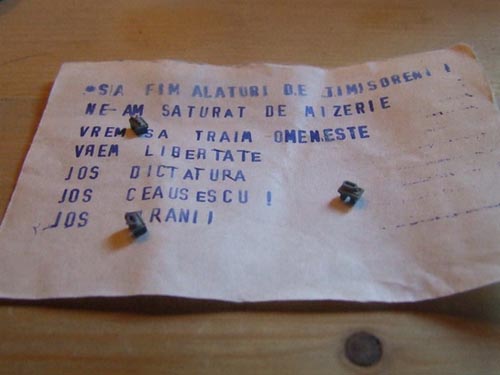 SĂ FIM ALATURI DE TIMISORENI !
NE-AM SATURAT DE MIZERIE
VREM SA TRAIM OMENESTE
VREM LIBERTATE
JOS DICTATURA
JOS CEAUSESCU !
JOS TIRANII